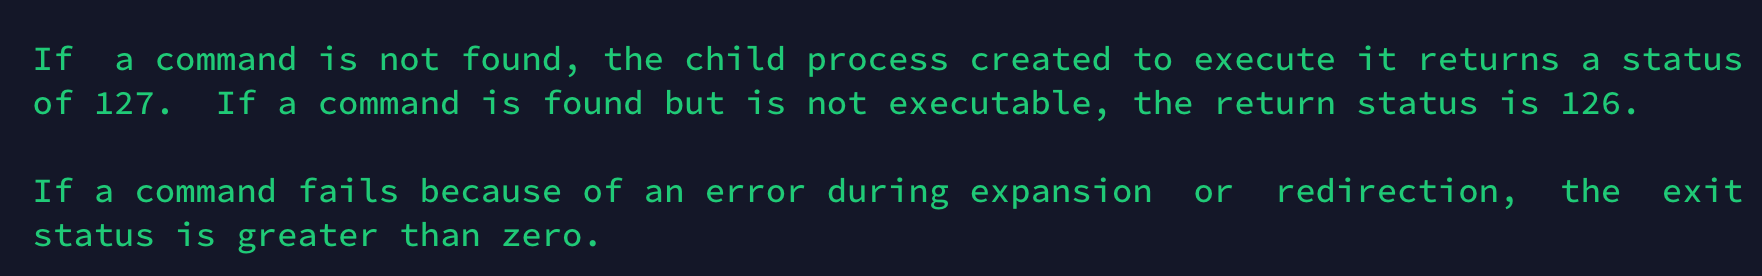 If  a command is not found, the child process created to execute it returns a status
of 127.  If a command is found but is not executable, the return status is 126.

If a command fails because of an error during expansion  or  redirection,  the  exit
status is greater than zero.